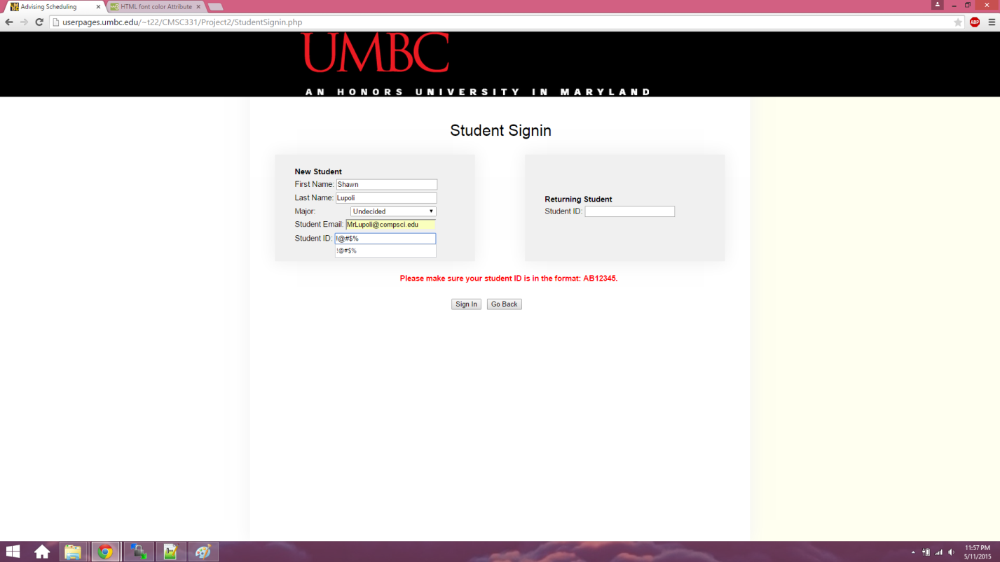 Advising Scheduling
HTML font color Attribute
userpages.umbc.edu/~t22/CMSC331/Project2/StudentSignin.php
ABP
UMBC
AN HONORS UNIVERSITY IN MARYLAND
Student Signin
New Student
First Name: Shawn
Last Name: Lupoli
Major: Undecided
Student Email: MrLupoli@compsci.edu
Student ID: !@#$%
!@#$%
Returning Student
Student ID:
Please make sure your student ID is in the format: AB12345.
Sign In Go Back
11:57 PM
5/11/2015